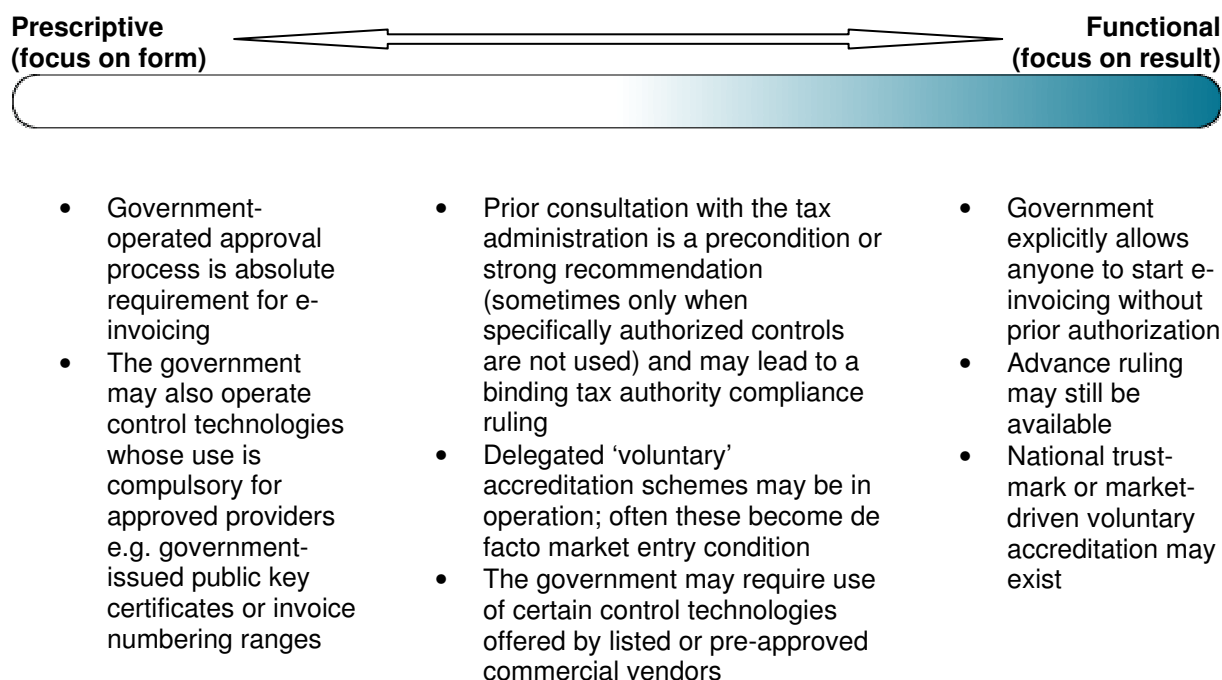 Prescriptive
(focus on form)
Functional
(focus on result)
• Government-
operated approval
process is absolute
requirement for e-
invoicing
• The government
may also operate
control technologies
whose use is
compulsory for
approved providers
e.g. government-
issued public key
certificates or invoice
numbering ranges
• Prior consultation with the tax
administration is a precondition or
strong recommendation
(sometimes only when
specifically authorized controls
are not used) and may lead to a
binding tax authority compliance
ruling
• Delegated ‘voluntary’
accreditation schemes may be in
operation; often these become de
facto market entry condition
• The government may require use
of certain control technologies
offered by listed or pre-approved
commercial vendors
• Government
explicitly allows
anyone to start e-
invoicing without
prior authorization
• Advance ruling
may still be
available
• National trust-
mark or market-
driven voluntary
accreditation may
exist